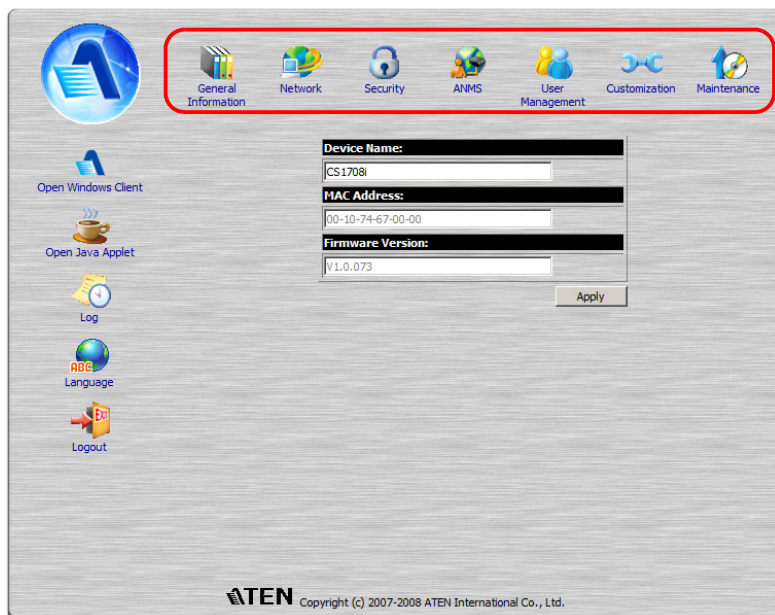 General
Information
Network
Security
ANMS
User
Management
Customization
Maintenance
Open Windows Client
Open Java Applet
Log
ABC
Language
EXIT
Logout
Device Name:
CS1708i
MAC Address:
00-10-74-67-00-00
Firmware Version:
V1.0.073
Apply
ATEN Copyright (c) 2007-2008 ATEN International Co., Ltd.